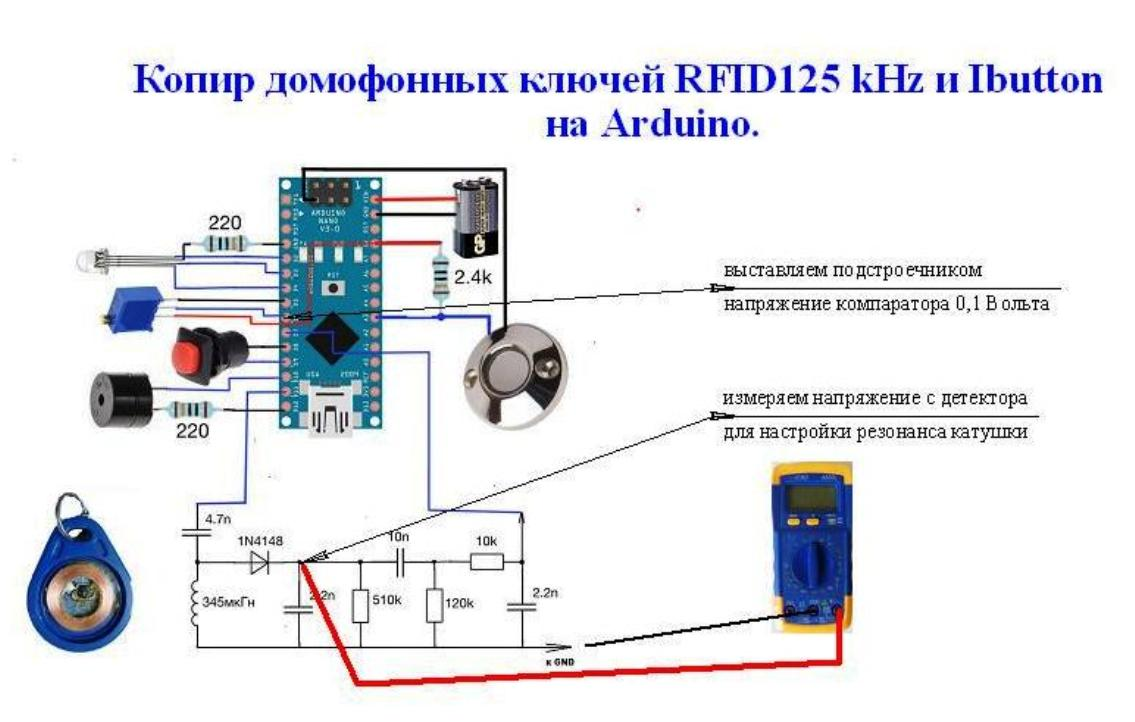 Копир домофонных ключей RFID125 kHz и Ibutton
на Arduino.
220
ARDUINO
NANO
V3.0
RST
GP
2.4k
выставляем подстроечником
напряжение компаратора 0,1 Вольта
220
измеряем напряжение с детектора
для настройки резонанса катушки
4.7n
1N4148
10n
10k
345мкГн
2.2n
510k
120k
2.2n
к GND